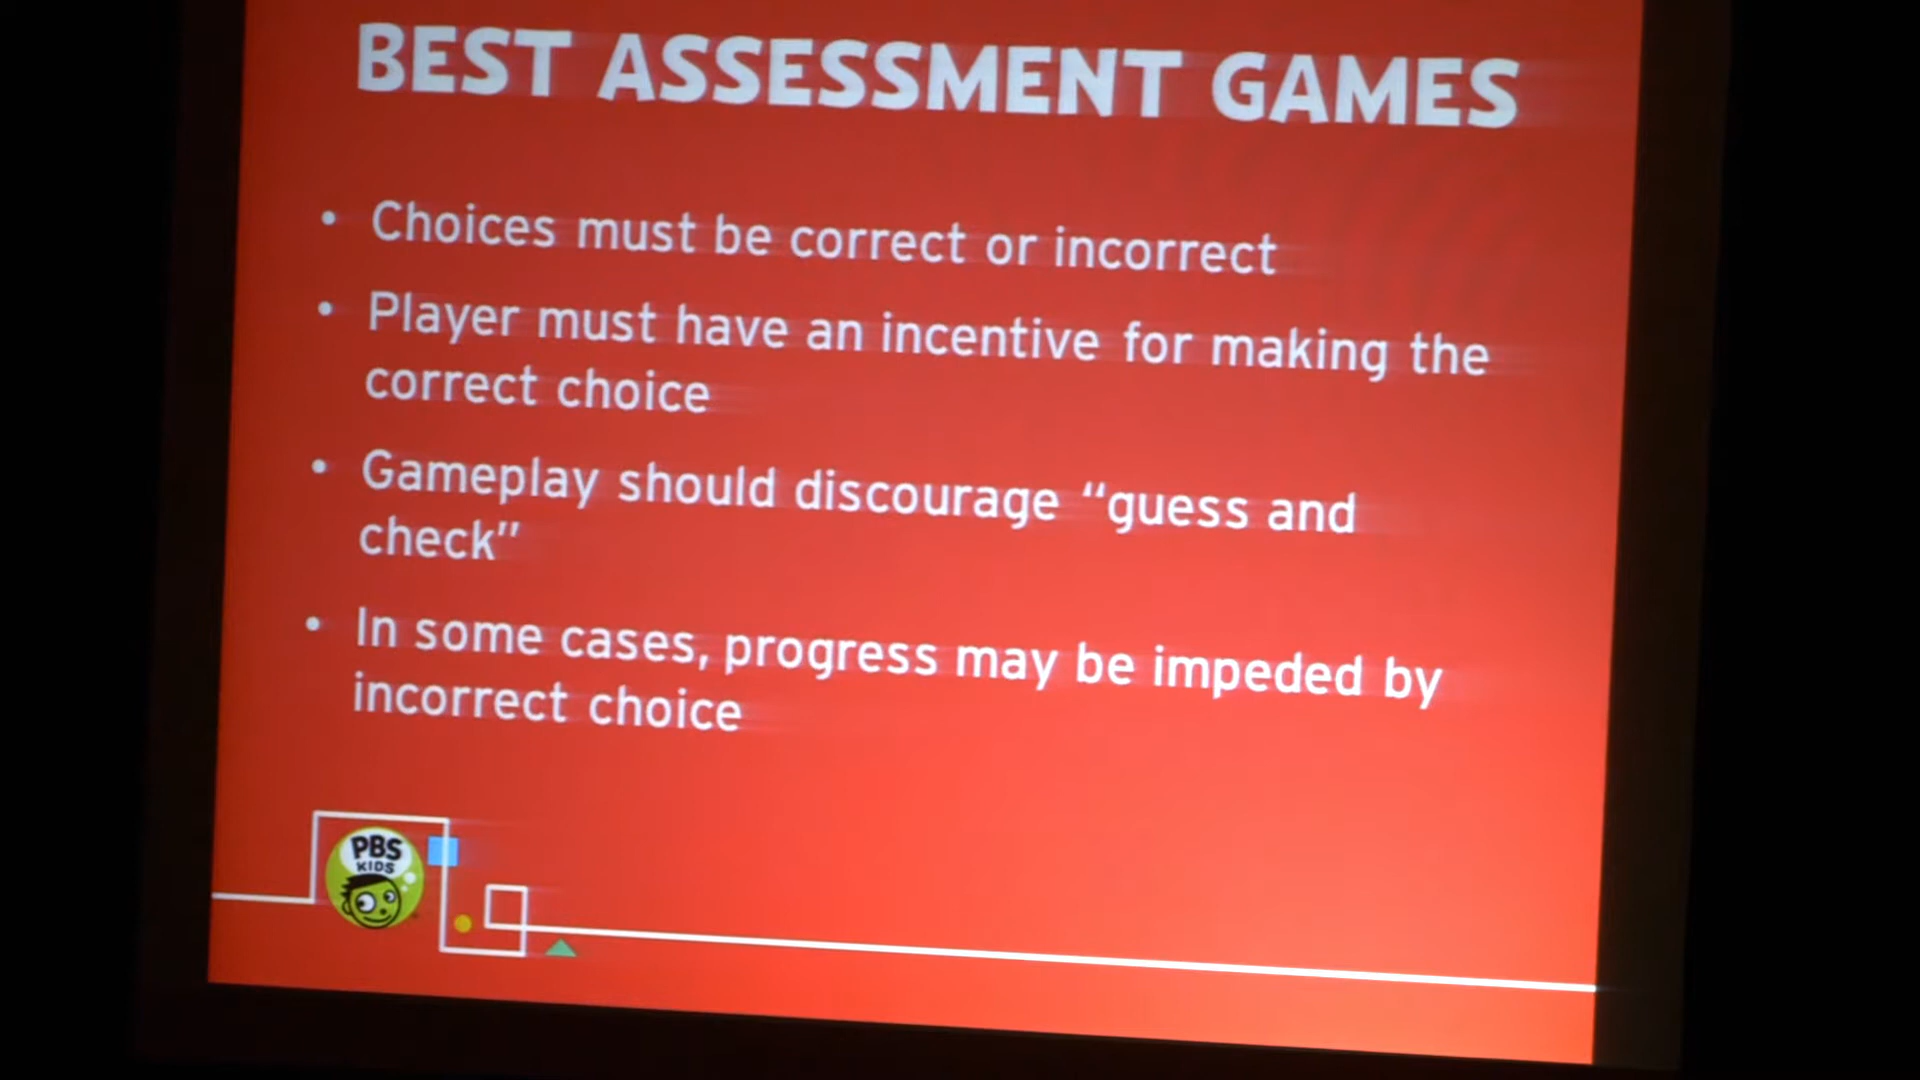 BEST ASSESSMENT GAMES
• Choices must be correct or incorrect
• Player must have an incentive for making the
correct choice
• Gameplay should discourage “guess and
check”
• In some cases, progress may be impeded by
incorrect choice
PBS
KIDS